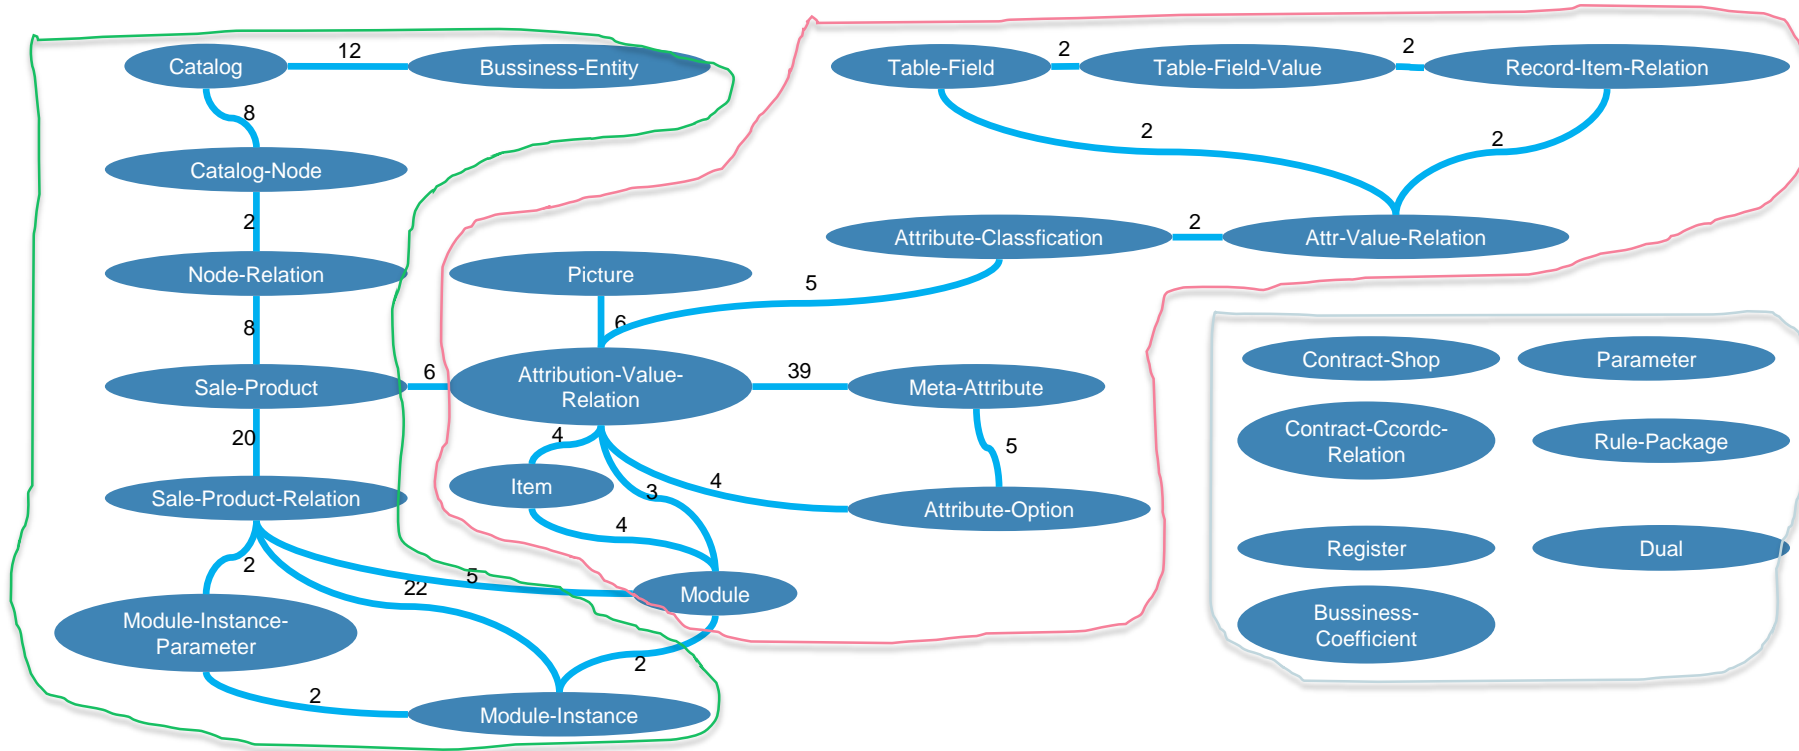 Catalog
12
Bussiness-Entity
Table-Field
2
Table-Field-Value
2
Record-Item-Relation
8
2
2
Catalog-Node
2
Attribute-Classfication
2
Attr-Value-Relation
Node-Relation
Picture
5
8
6
Contract-Shop
Parameter
Sale-Product
6
Attribution-Value-
Relation
39
Meta-Attribute
20
4
5
Contract-Ccordc-
Relation
Rule-Package
Sale-Product-Relation
Item
3
4
Attribute-Option
4
Register
Dual
2
22
5
Module
Module-Instance-
Parameter
Bussiness-
Coefficient
2
2
Module-Instance